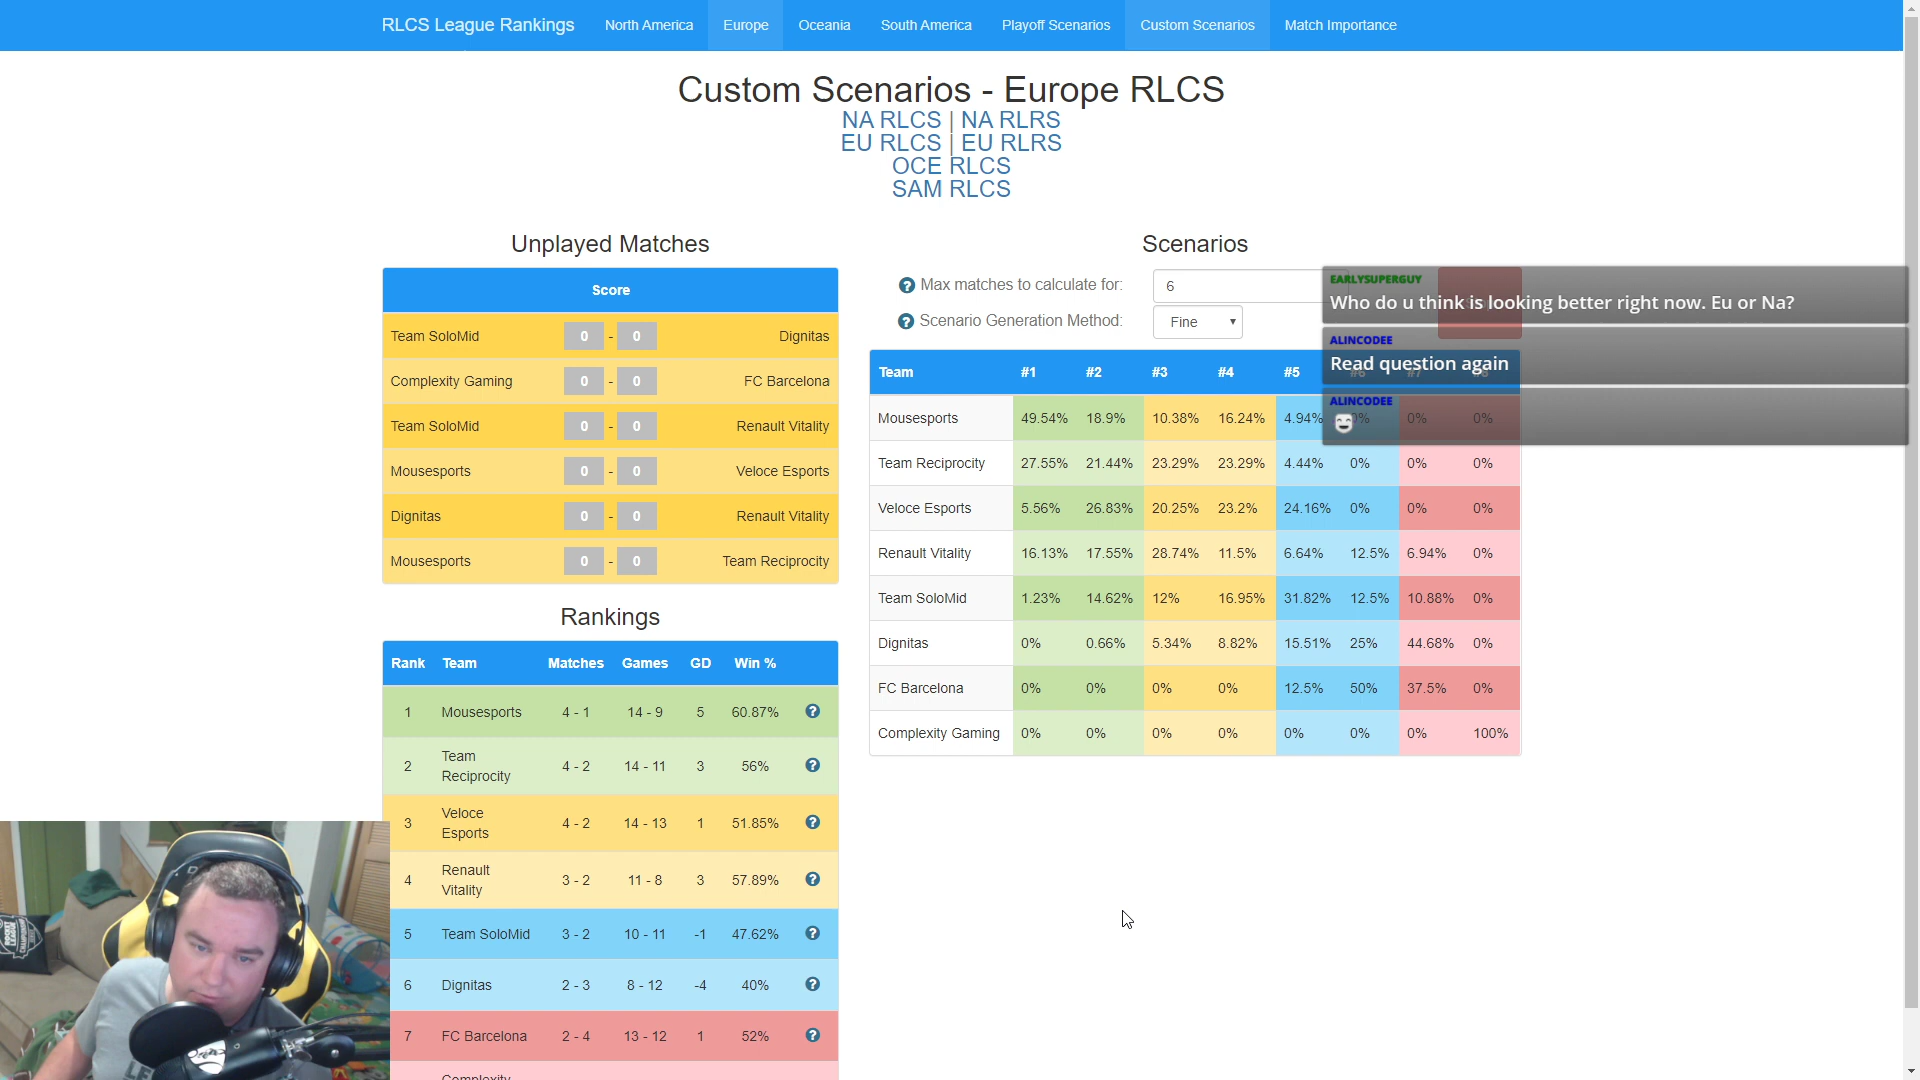 RLCS League Rankings North America Europe Oceania South America Playoff Scenarios Custom Scenarios Match Importance
Custom Scenarios - Europe RLCS
NA RLCS | NA RLRS
EU RLCS | EU RLRS
OCE RLCS
SAM RLCS
Unplayed Matches
Score
Team SoloMid 0 - 0 Dignitas
Complexity Gaming 0 - 0 FC Barcelona
Team SoloMid 0 - 0 Renault Vitality
Mousesports 0 - 0 Veloce Esports
Dignitas 0 - 0 Renault Vitality
Mousesports 0 - 0 Team Reciprocity
Rankings
Rank Team Matches Games GD Win %
1 Mousesports 4 - 1 14 - 9 5 60.87% ?
2 Team Reciprocity 4 - 2 14 - 11 3 56% ?
3 Veloce Esports 4 - 2 14 - 13 1 51.85% ?
4 Renault Vitality 3 - 2 11 - 8 3 57.89% ?
5 Team SoloMid 3 - 2 10 - 11 -1 47.62% ?
6 Dignitas 2 - 3 8 - 12 -4 40% ?
7 FC Barcelona 2 - 4 13 - 12 1 52% ?
Scenarios
? Max matches to calculate for: 6
? Scenario Generation Method: Fine
Team #1 #2 #3 #4 #5
Mousesports 49.54% 18.9% 10.38% 16.24% 4.94% 0% 0% 0%
Team Reciprocity 27.55% 21.44% 23.29% 23.29% 4.44% 0% 0% 0%
Veloce Esports 5.56% 26.83% 20.25% 23.2% 24.16% 0% 0% 0%
Renault Vitality 16.13% 17.55% 28.74% 11.5% 6.64% 12.5% 6.94% 0%
Team SoloMid 1.23% 14.62% 12% 16.95% 31.82% 12.5% 10.88% 0%
Dignitas 0% 0.66% 5.34% 8.82% 15.51% 25% 44.68% 0%
FC Barcelona 0% 0% 0% 0% 12.5% 50% 37.5% 0%
Complexity Gaming 0% 0% 0% 0% 0% 0% 0% 100%
EARLYSUPERGUY
Who do u think is looking better right now. Eu or Na?
ALINCODEE
Read question again
ALINCODEE